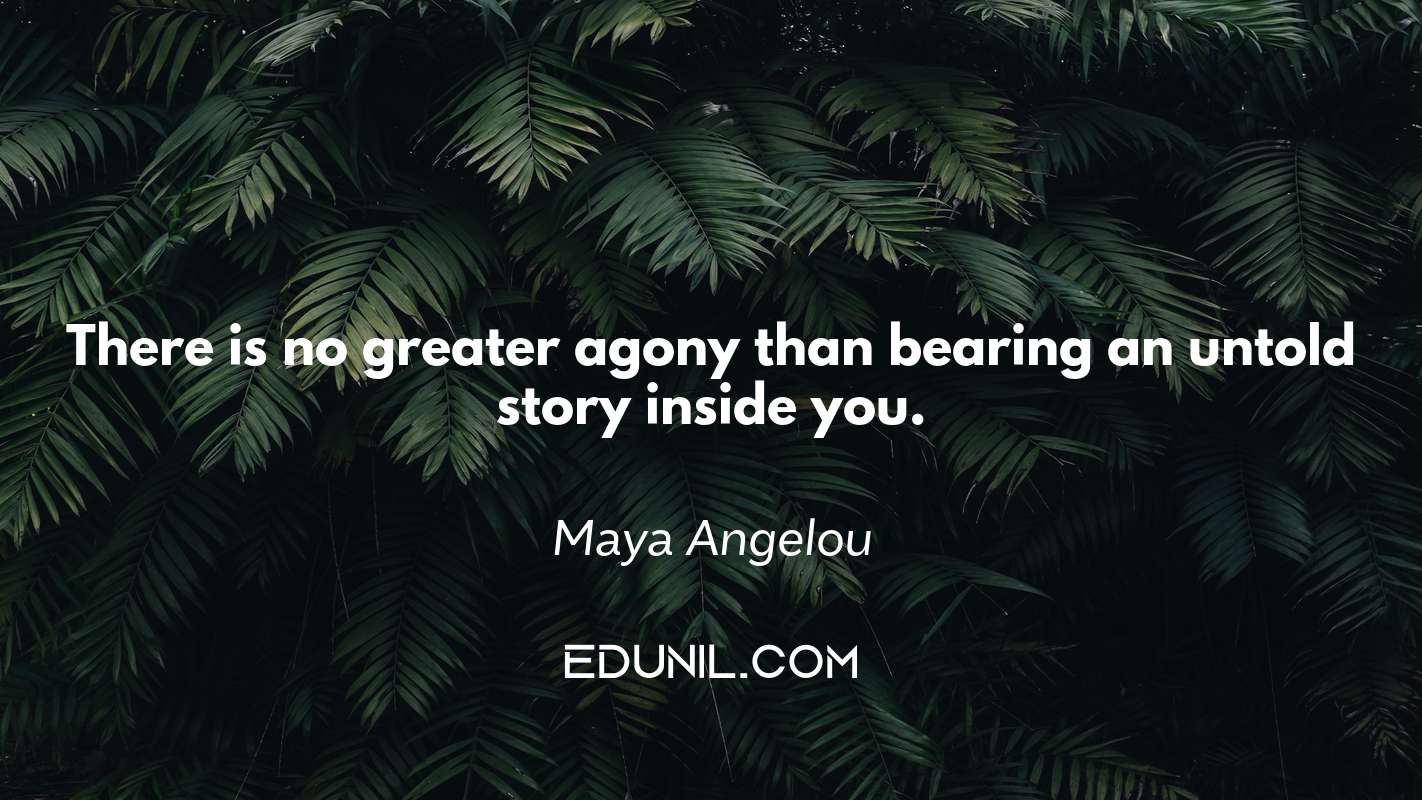 There is no greater agony than bearing an untold
story inside you.
Maya Angelou
EDUNIL.COM